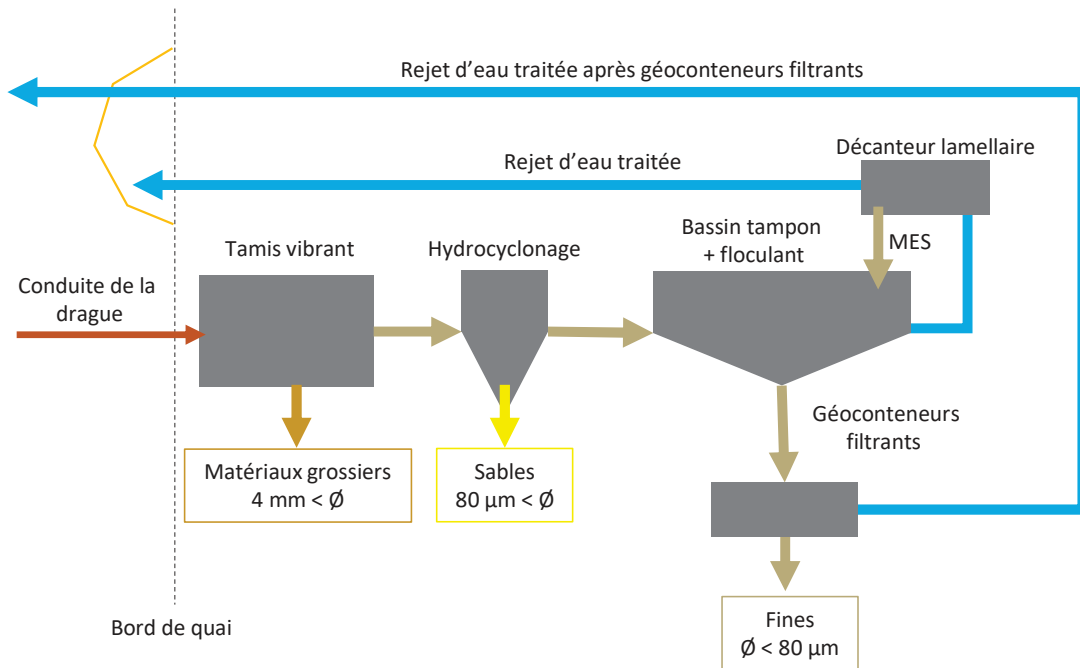 Rejet d'eau traitée après géoconteneurs filtrants
Décanteur lamellaire
Rejet d'eau traitée
Bassin tampon
+ floculant
MES
Tamis vibrant
Hydrocyclonage
Conduite de la
drague
Géoconteneurs
filtrants
Matériaux grossiers
4 mm < Ø
Sables
80 µm < Ø
Bord de quai
Fines
Ø < 80 µm